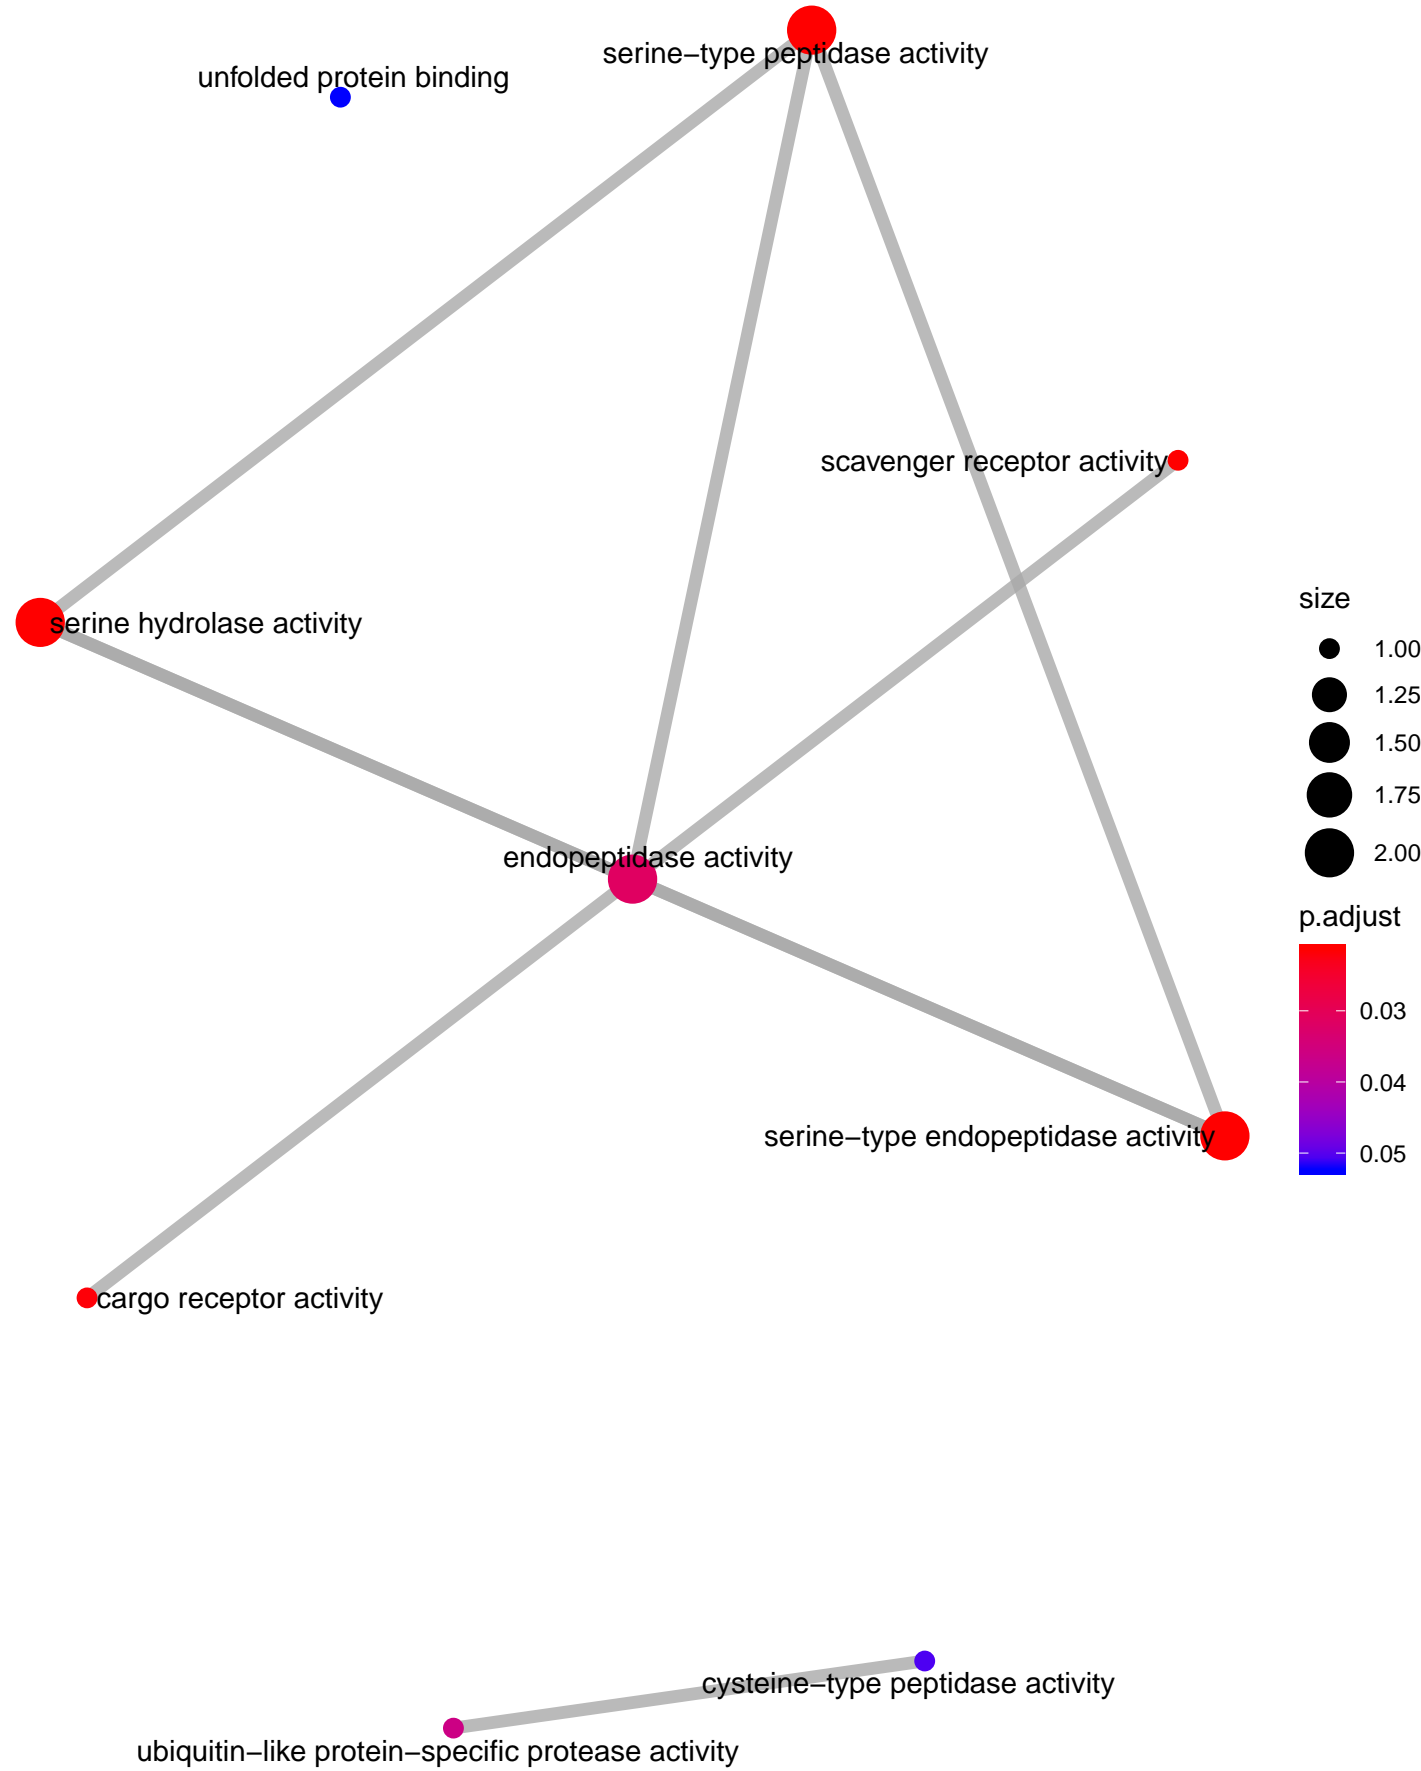 serine−type peptidase activity
unfolded protein binding
scavenger receptor activity
serine hydrolase activity
endopeptidase activity
serine−type endopeptidase activity
cargo receptor activity
cysteine−type peptidase activity
ubiquitin−like protein−specific protease activity
size
1.00
1.25
1.50
1.75
2.00
p.adjust
0.03
0.04
0.05